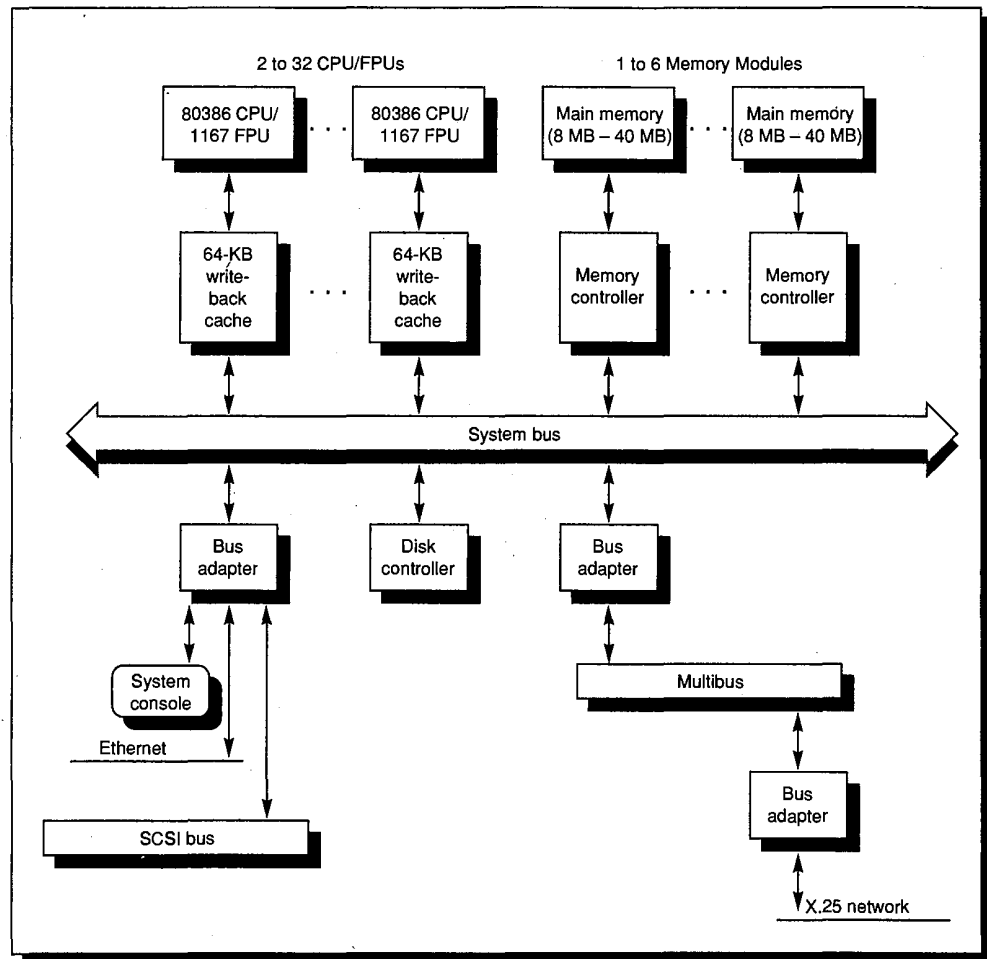 2 to 32 CPU/FPUs
1 to 6 Memory Modules
80386 CPU/
1167 FPU
. . .
80386 CPU/
1167 FPU
Main memory
(8 MB – 40 MB)
. . .
Main memory
(8 MB – 40 MB)
64-KB
write-
back
cache
. . .
64-KB
write-
back
cache
Memory
controller
. . .
Memory
controller
System bus
Bus
adapter
Disk
controller
Bus
adapter
System
console
Multibus
Ethernet
Bus
adapter
SCSI bus
X.25 network